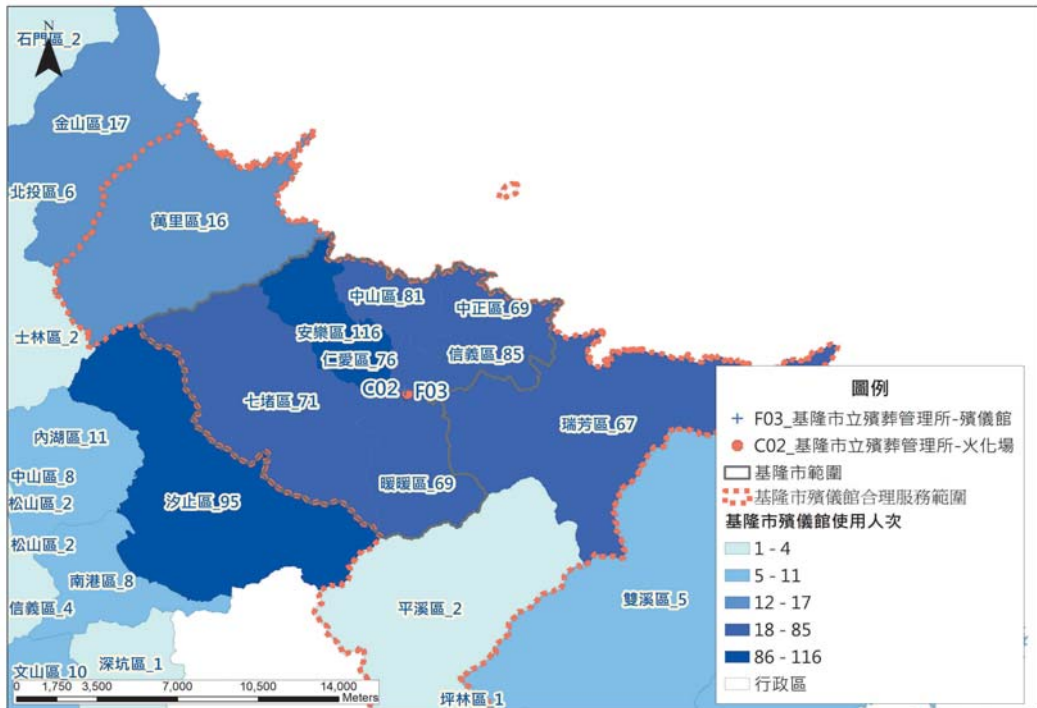 N
石門區_2
金山區_17
北投區_6
萬里區_16
士林區_2
中山區_81
中正區_69
安樂區_116
信義區_85
仁愛區_76
C02 F03
七堵區_71
瑞芳區_67
內湖區_11
中山區_8
汐止區_95
暖暖區_69
松山區_2
松山區_2
南港區_8
信義區_4
平溪區_2
雙溪區_5
深坑區_1
文山區_10
坪林區_1
0 1,750 3,500 7,000 10,500 14,000
Meters
圖例
F03_基隆市立殯葬管理所-殯儀館
C02_基隆市立殯葬管理所-火化場
基隆市範圍
基隆市殯儀館合理服務範圍
基隆市殯儀館使用人次
1 - 4
5 - 11
12 - 17
18 - 85
86 - 116
行政區